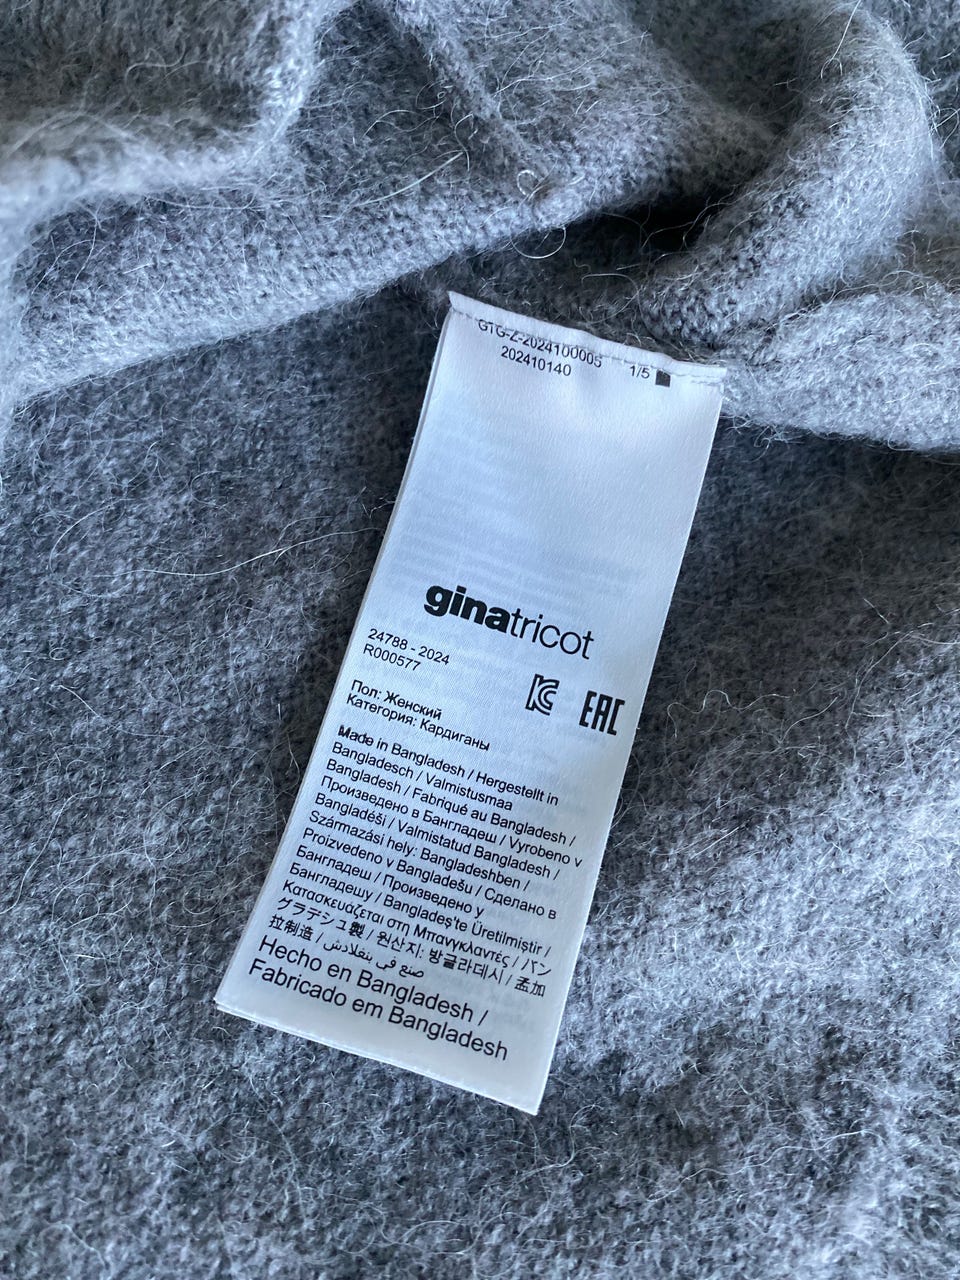 GTG-Z-2024100005
202410140
1/5
ginatricot
24788 - 2024
R000577
Пол: Женский
Категория: Кардиганы
Made in Bangladesh / Hergestellt in
Bangladesch / Valmistusmaa
Bangladesh / Fabriqué au Bangladesh /
Произведено в Бангладеш / Vyrobeno v
Bangladéši / Valmistatud Bangladesh /
Származási hely: Bangladeshben /
Proizvedeno v Bangladešu / Сделано в
Бангладеш / Произведено у
Бангладешу / Bangladeş'te Üretilmiştir /
Κατασκευάζεται στη Μπανγκλαντές / バン
グラデシュ製 / 원산지: 방글라데시 / 孟加
拉制造 / صنع في بنغلادش
Hecho en Bangladesh /
Fabricado em Bangladesh